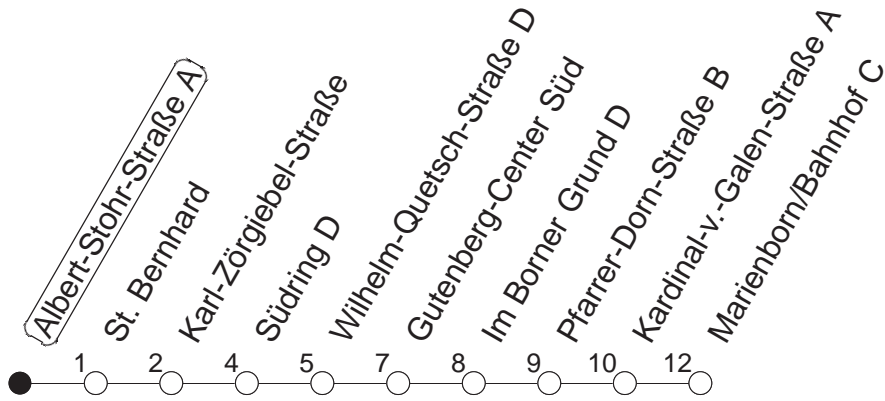 Albert-Stohr-Straße A
St. Bernhard
Karl-Zörgiebel-Straße
Südring D
Wilhelm-Quetsch-Straße D
Gutenberg-Center Süd
Im Borner Grund D
Pfarrer-Dorn-Straße B
Kardinal-v.-Galen-Straße A
Marienborn/Bahnhof C
1 2 4 5 7 8 9 10 12